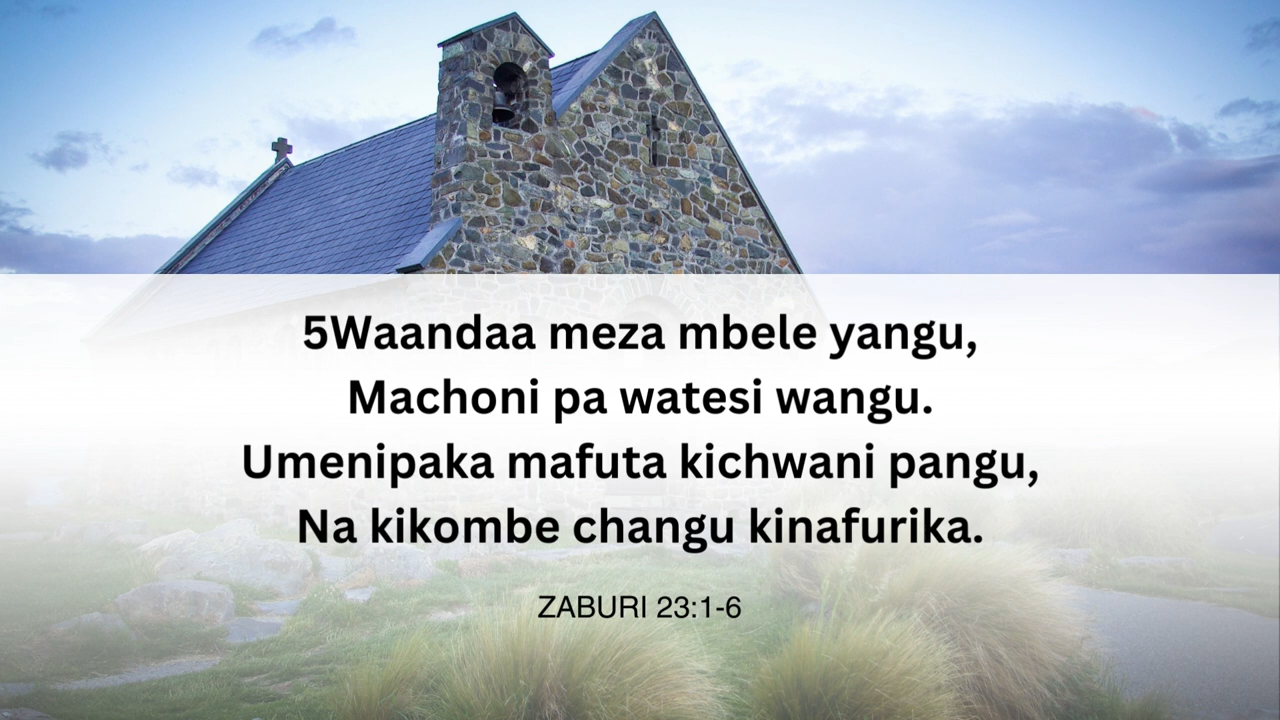 5Waandaa meza mbele yangu,
Machoni pa watesi wangu.
Umenipaka mafuta kichwani pangu,
Na kikombe changu kinafurika.
ZABURI 23:1-6